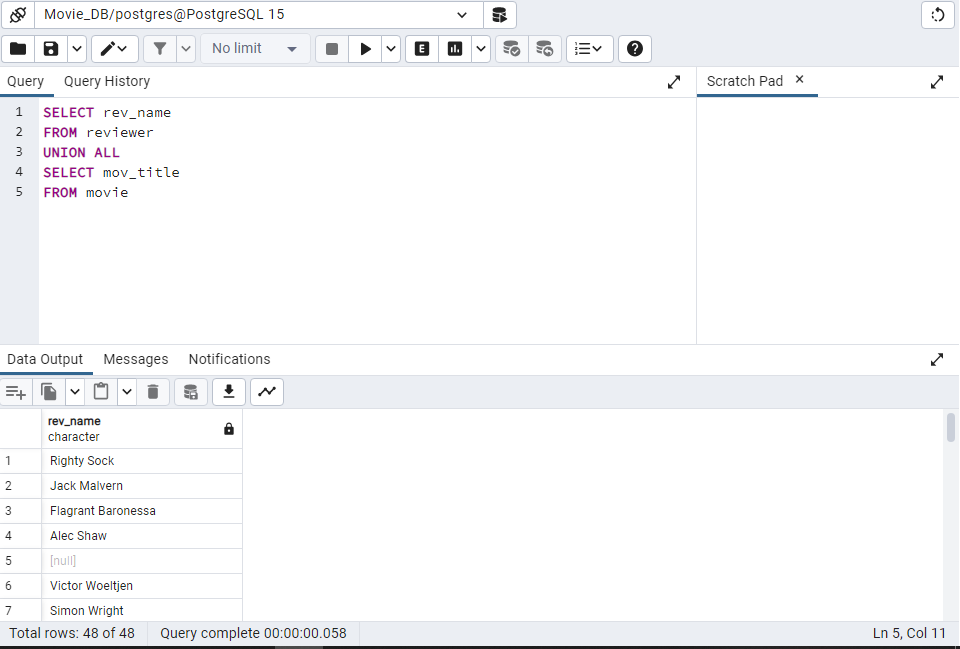 Movie_DB/postgres@PostgreSQL 15
No limit
E
Query Query History
Scratch Pad
1 SELECT rev_name
2 FROM reviewer
3 UNION ALL
4 SELECT mov_title
5 FROM movie
Data Output Messages Notifications
rev_name
character
1 Righty Sock
2 Jack Malvern
3 Flagrant Baronessa
4 Alec Shaw
5 [null]
6 Victor Woeltjen
7 Simon Wright
Total rows: 48 of 48 Query complete 00:00:00.058 Ln 5, Col 11